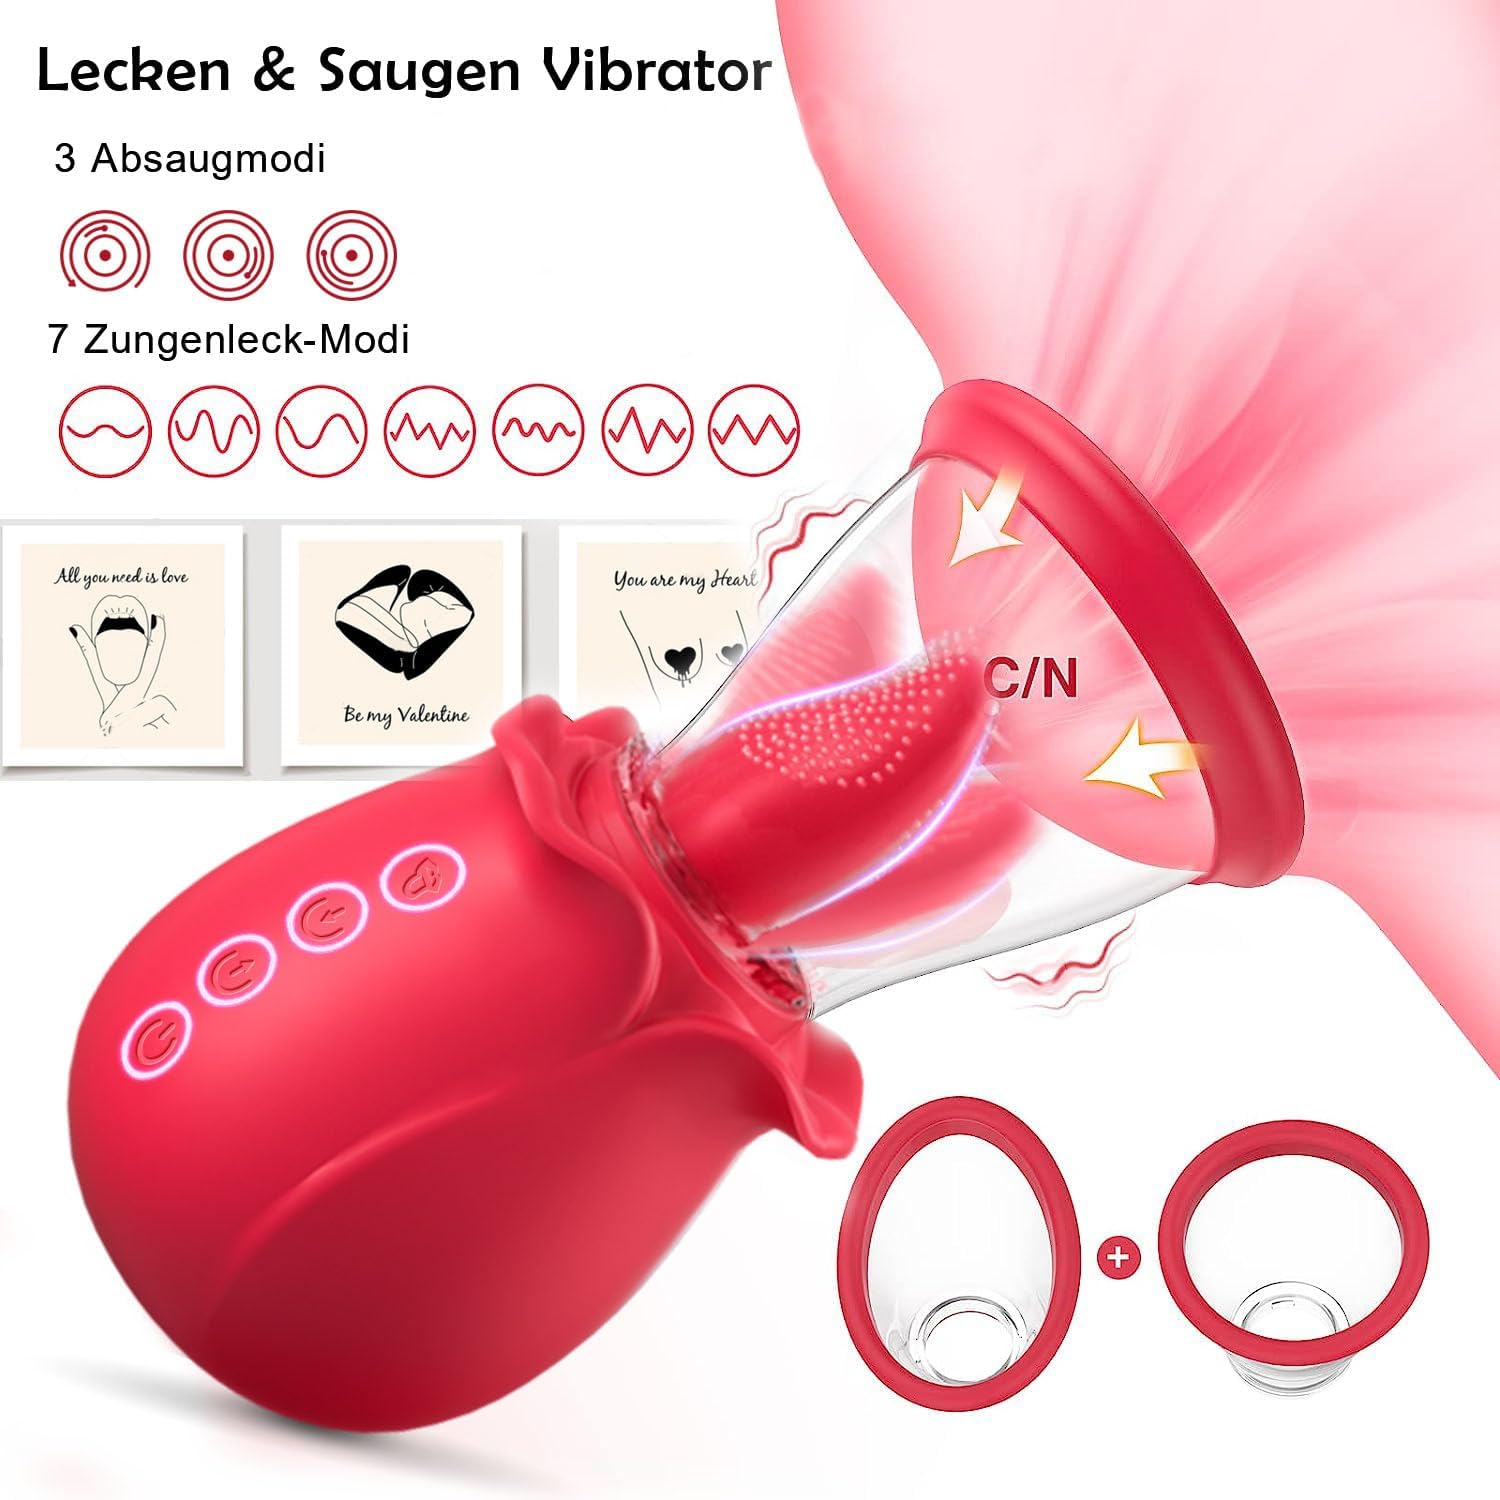 Lecken & Saugen Vibrator
3 Absaugmodi
7 Zungenleck-Modi
All you need is love
Be my Valentine
You are my Heart
C/N